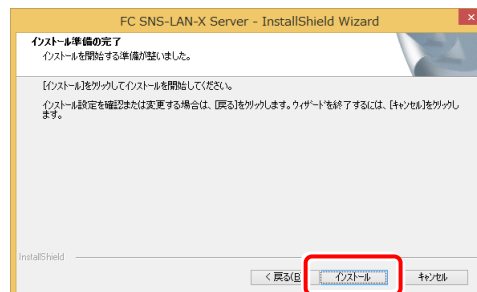 FC SNS-LAN-X Server - InstallShield Wizard
インストール準備の完了
インストールを開始する準備が整いました。
[インストール]をクリックしてインストールを開始してください。
インストール設定を確認または変更する場合は、[戻る]をクリックします。ウィザードを終了するには、[キャンセル]をクリックし
ます。
InstallShield
< 戻る(B インストール キャンセル